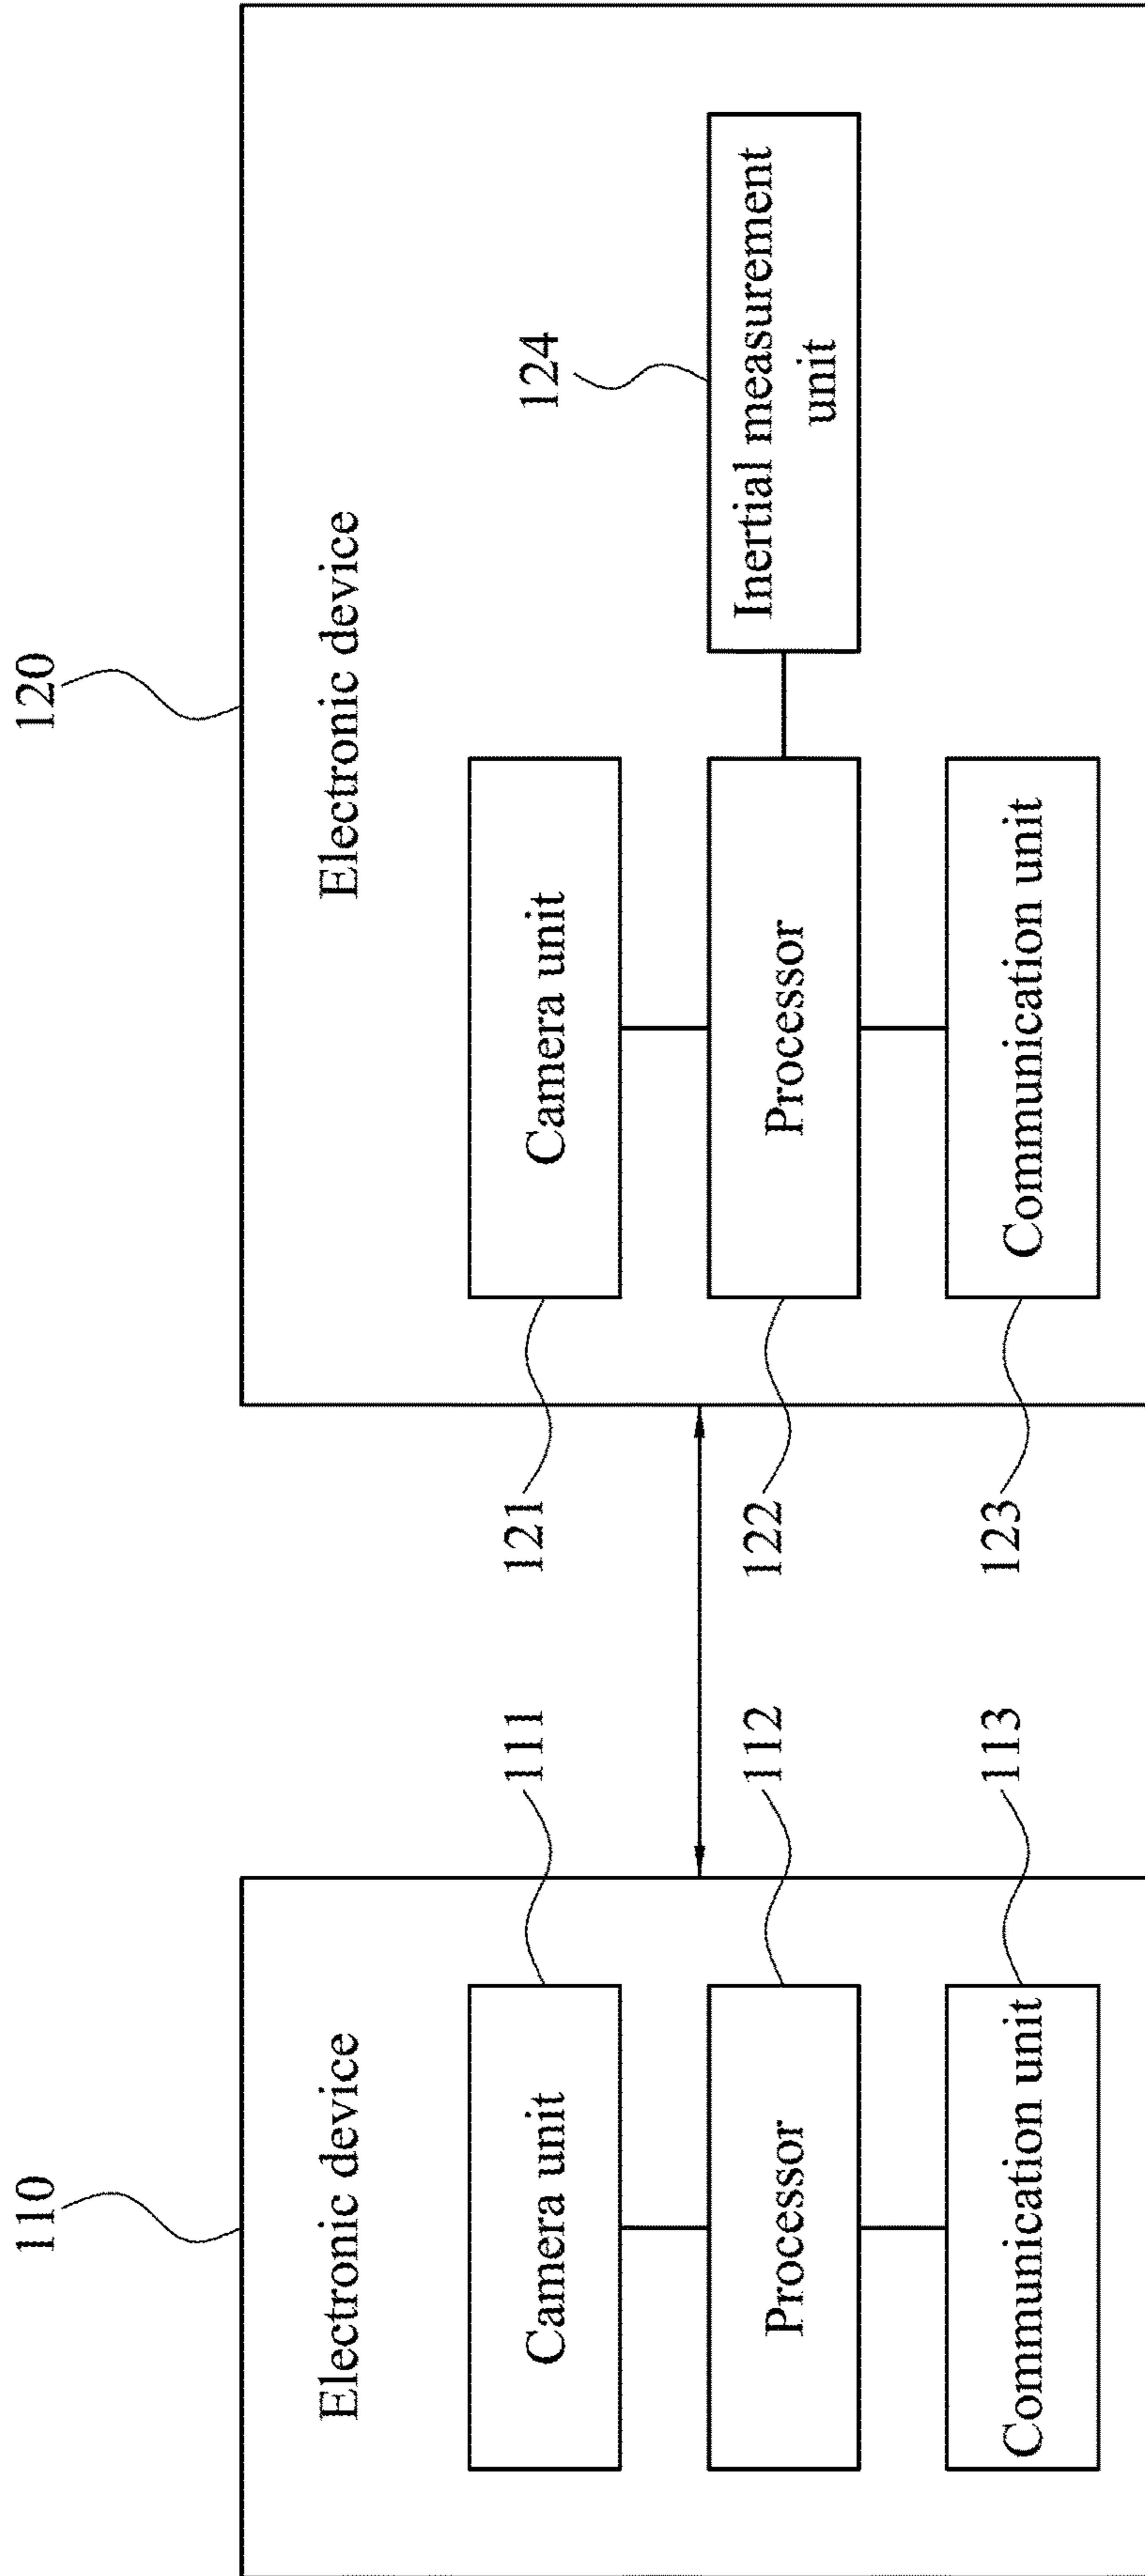 110
Electronic device
Camera unit
111
Processor
112
Communication unit
113
120
Electronic device
121
Camera unit
122
Processor
123
Communication unit
124
Inertial measurement
unit